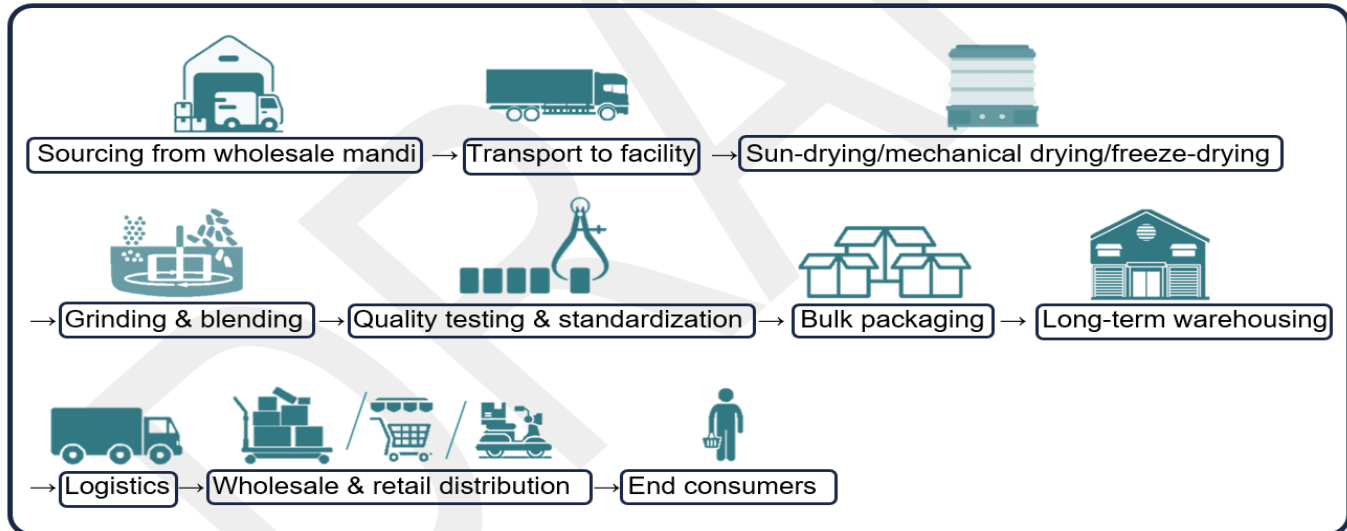 Sourcing from wholesale mandi → Transport to facility → Sun-drying/mechanical drying/freeze-drying
→ Grinding & blending → Quality testing & standardization → Bulk packaging → Long-term warehousing
→ Logistics → Wholesale & retail distribution → End consumers
DRA